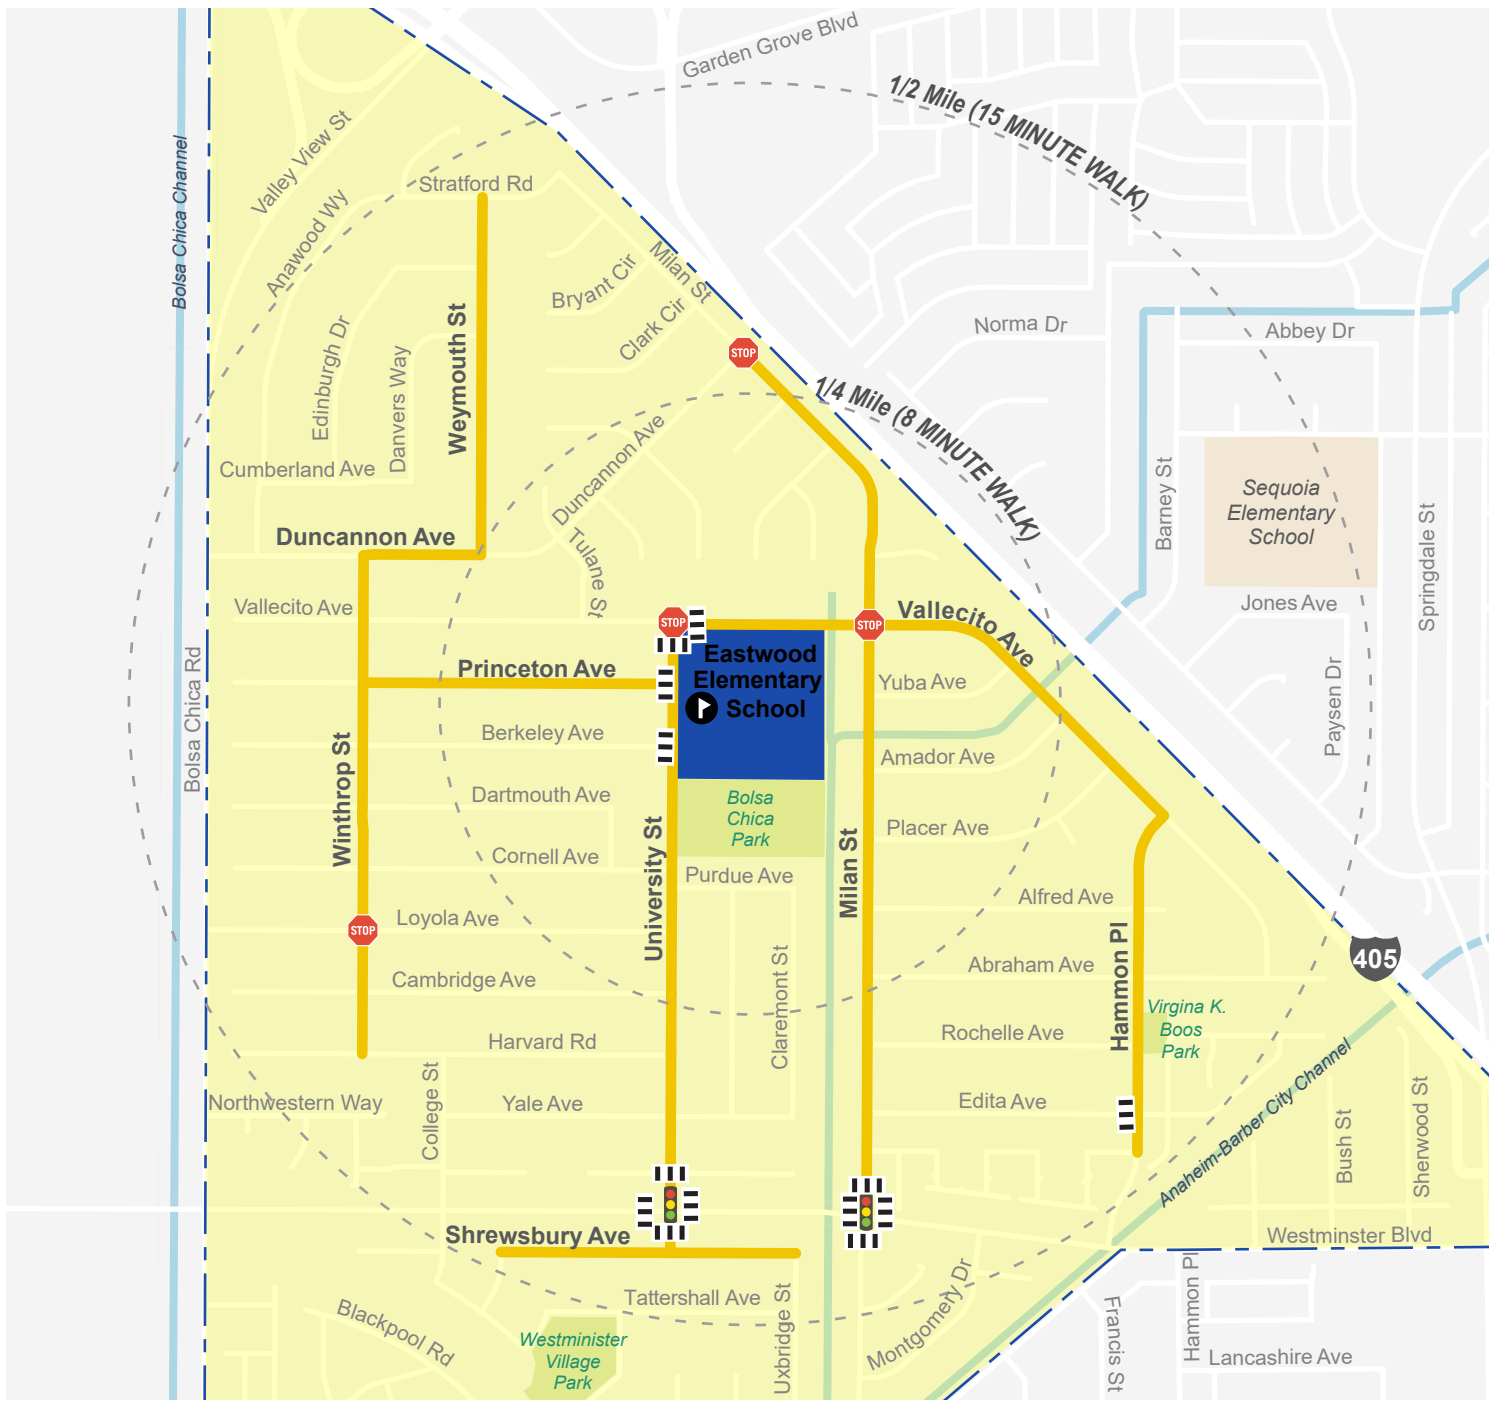 Garden Grove Blvd
1/2 Mile (15 MINUTE WALK)
Valley View St
Bolsa Chica Channel
Stratford Rd
Anawood Wy
Milan St
Bryant Cir
Clark Cir
Norma Dr
Abbey Dr
Edinburgh Dr
Danvers Way
Weymouth St
STOP
1/4 Mile (8 MINUTE WALK)
Cumberland Ave
Duncannon Ave
Barney St
Sequoia
Elementary
School
Springdale St
Duncannon Ave
Tulane St
Vallecito Ave
STOP
STOP
Vallecito Ave
Jones Ave
Bolsa Chica Rd
Princeton Ave
Eastwood
Elementary
School
Yuba Ave
Paysen Dr
Winthrop St
Berkeley Ave
Amador Ave
Dartmouth Ave
Bolsa
Chica
Park
University St
Milan St
Placer Ave
Cornell Ave
Purdue Ave
Alfred Ave
Loyola Ave
STOP
Claremont St
Hammon Pl
405
Cambridge Ave
Abraham Ave
Virgina K.
Boos
Park
Harvard Rd
Rochelle Ave
College St
Northwestern Way
Yale Ave
Edita Ave
Anaheim-Barber City Channel
Bush St
Sherwood St
Shrewsbury Ave
Westminster Blvd
Tattershall Ave
Uxbridge St
Montgomery Dr
Francis St
Hammon Pl
Blackpool Rd
Westminister
Village
Park
Lancashire Ave